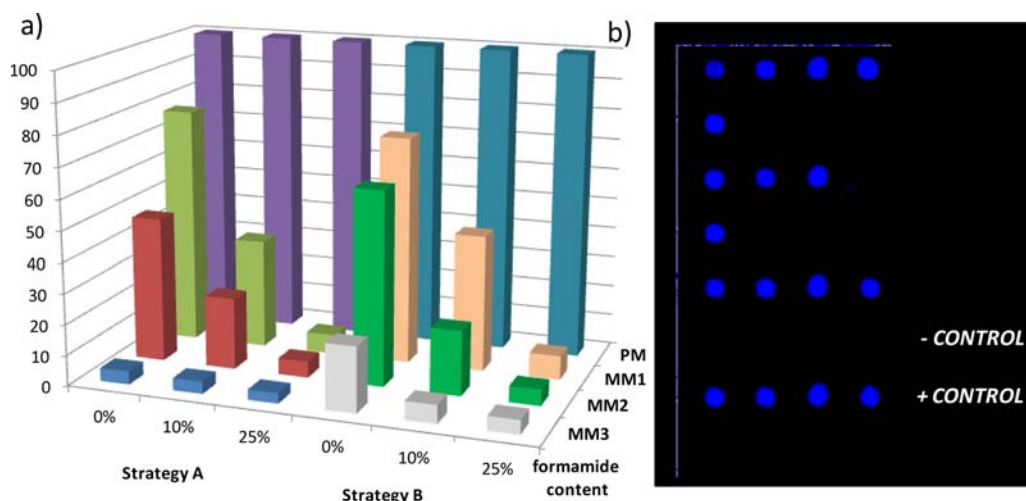 a)
100
90
80
70
60
50
40
30
20
10
0
0%
10%
25%
0%
10%
25%
PM
MM1
MM2
MM3
formamide
content
Strategy A
Strategy B
b)
- CONTROL
+ CONTROL